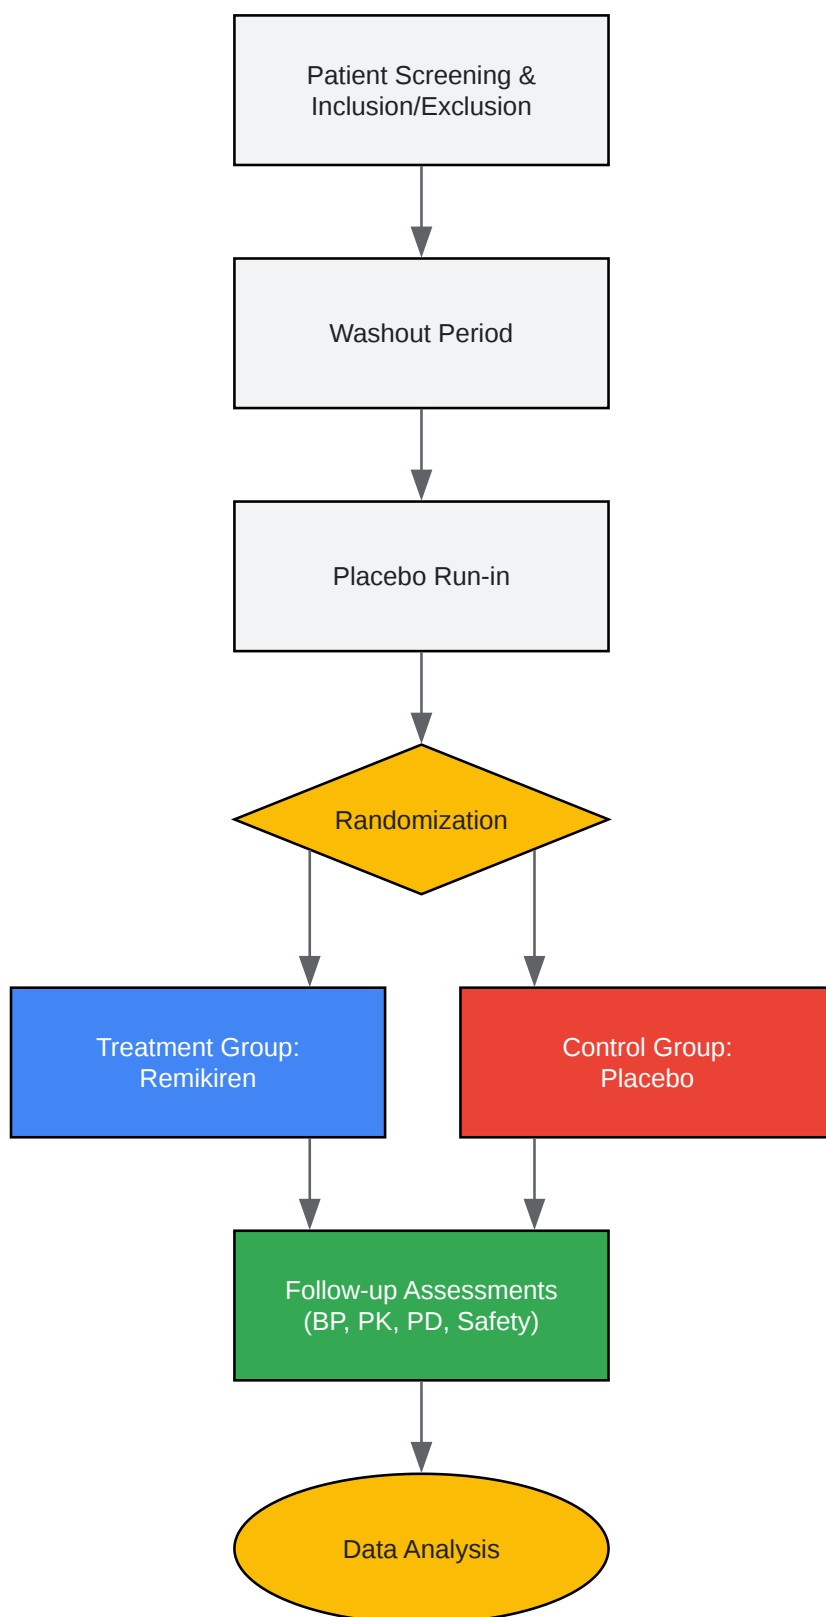 Patient Screening &
Inclusion/Exclusion
Washout Period
Placebo Run-in
Randomization
Treatment Group:
Remikiren
Control Group:
Placebo
Follow-up Assessments
(BP, PK, PD, Safety)
Data Analysis